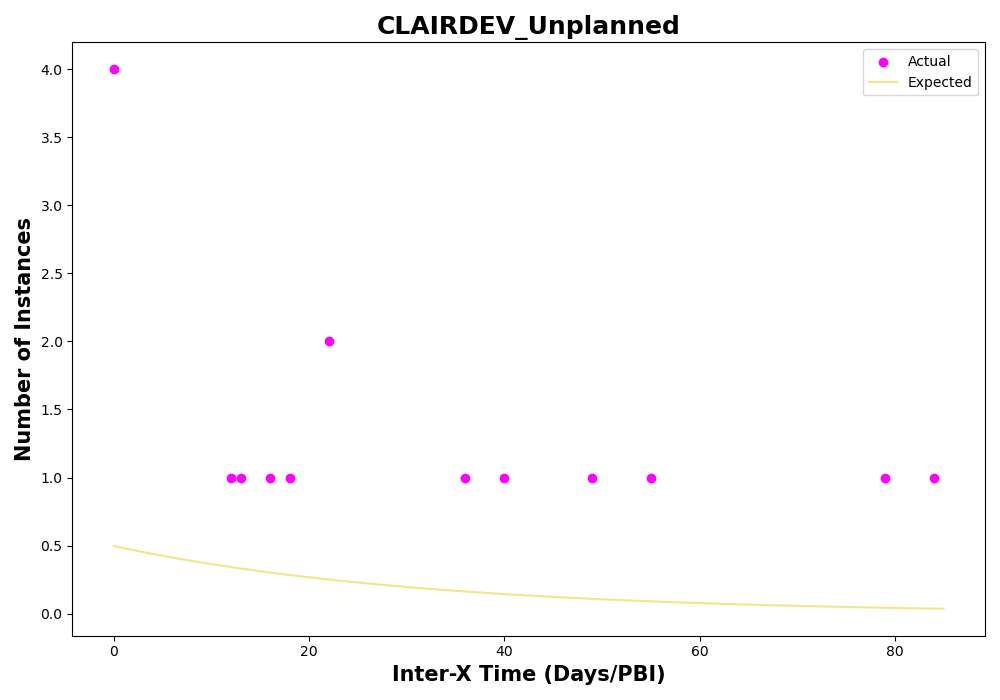 CLAIRDEV_Unplanned
Actual
Expected
4.0
3.5
3.0
2.5
2.0
1.5
1.0
0.5
0.0
Number of Instances
0 20 40 60 80
Inter-X Time (Days/PBI)